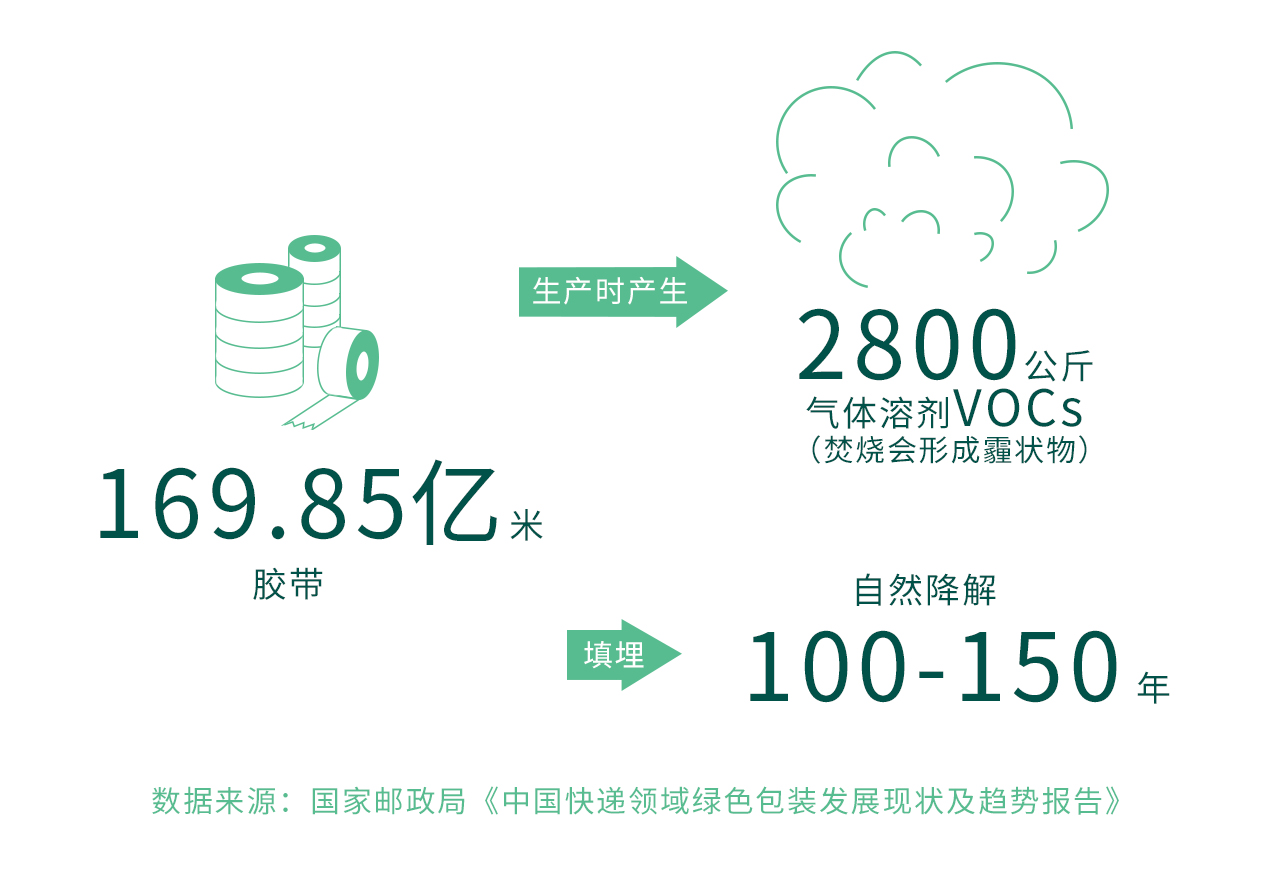 生产时产生
2800公斤
气体溶剂VOCs
（焚烧会形成霾状物）
169.85亿米
胶带
自然降解
填埋
100-150年
数据来源：国家邮政局《中国快递领域绿色包装发展现状及趋势报告》